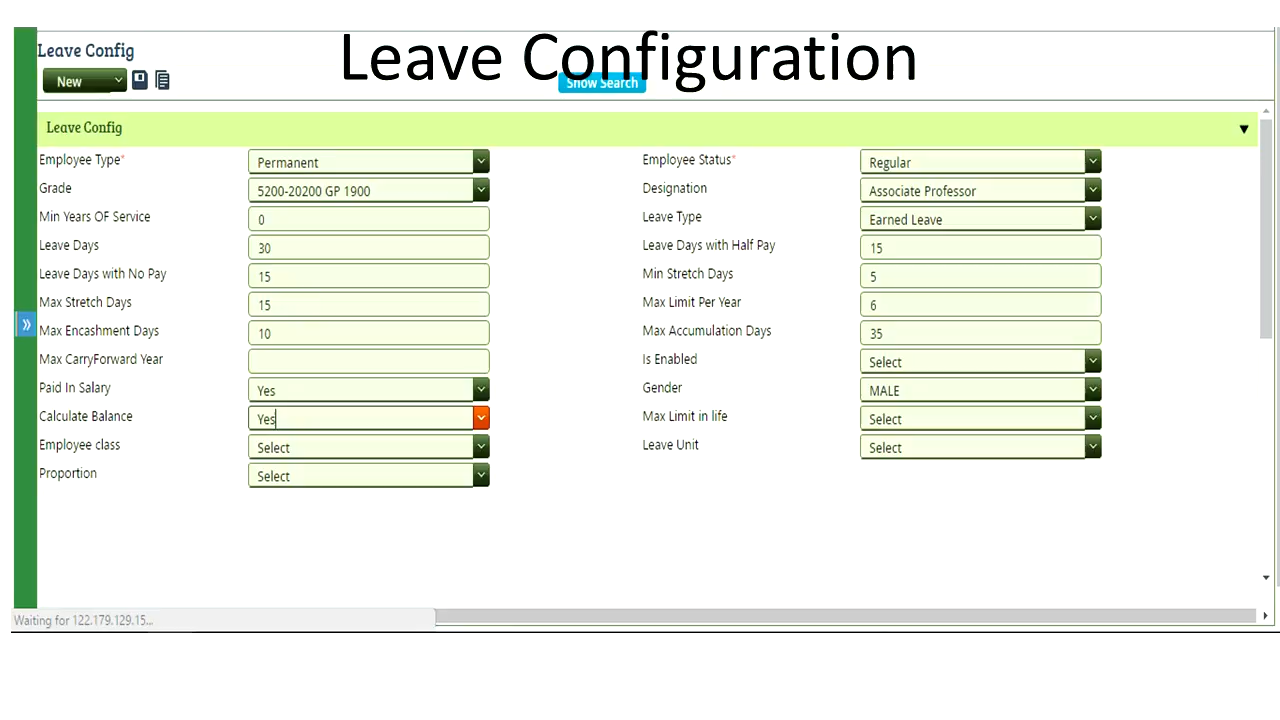 Leave Configuration
Leave Config
New
Show Search
Leave Config
Employee Type* Permanent Employee Status* Regular
Grade 5200-20200 GP 1900 Designation Associate Professor
Min Years OF Service 0 Leave Type Earned Leave
Leave Days 30 Leave Days with Half Pay 15
Leave Days with No Pay 15 Min Stretch Days 5
Max Stretch Days 15 Max Limit Per Year 6
Max Encashment Days 10 Max Accumulation Days 35
Max CarryForward Year Is Enabled Select
Paid In Salary Yes Gender MALE
Calculate Balance Yes Max Limit in life Select
Employee class Select Leave Unit Select
Proportion Select
Waiting for 122.179.129.15...